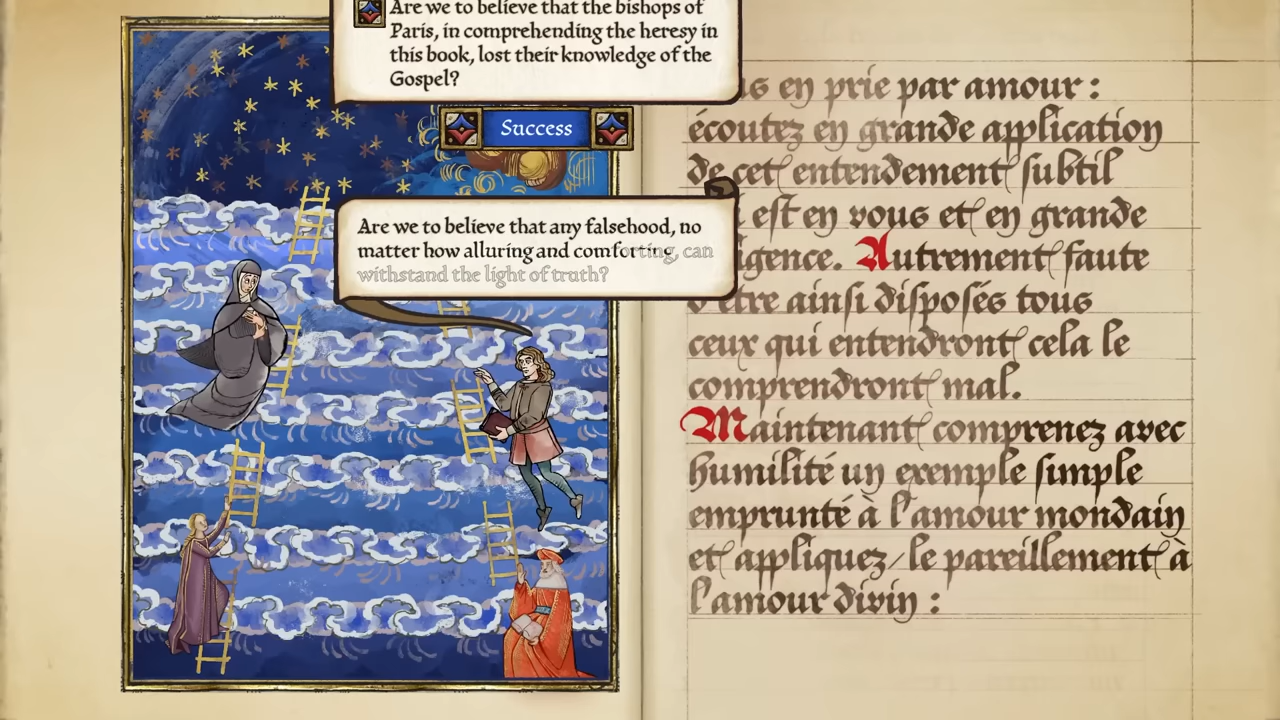 Are we to believe that the bishops of
Paris, in comprehending the heresy in
this book, lost their knowledge of the
Gospel?
Success
Are we to believe that any falsehood, no
matter how alluring and comforting, can
withstand the light of truth?
en prie par amour :
écoutez en grande application
de cet entendement subtil
est en vous et en grande
Autrement faute
d'être ainsi disposés tous
ceux qui entendront cela le
comprendront mal.
Maintenant comprenez avec
humilité un exemple simple
emprunté à l'amour mondain
et appliquez-le pareillement à
l'amour divin :